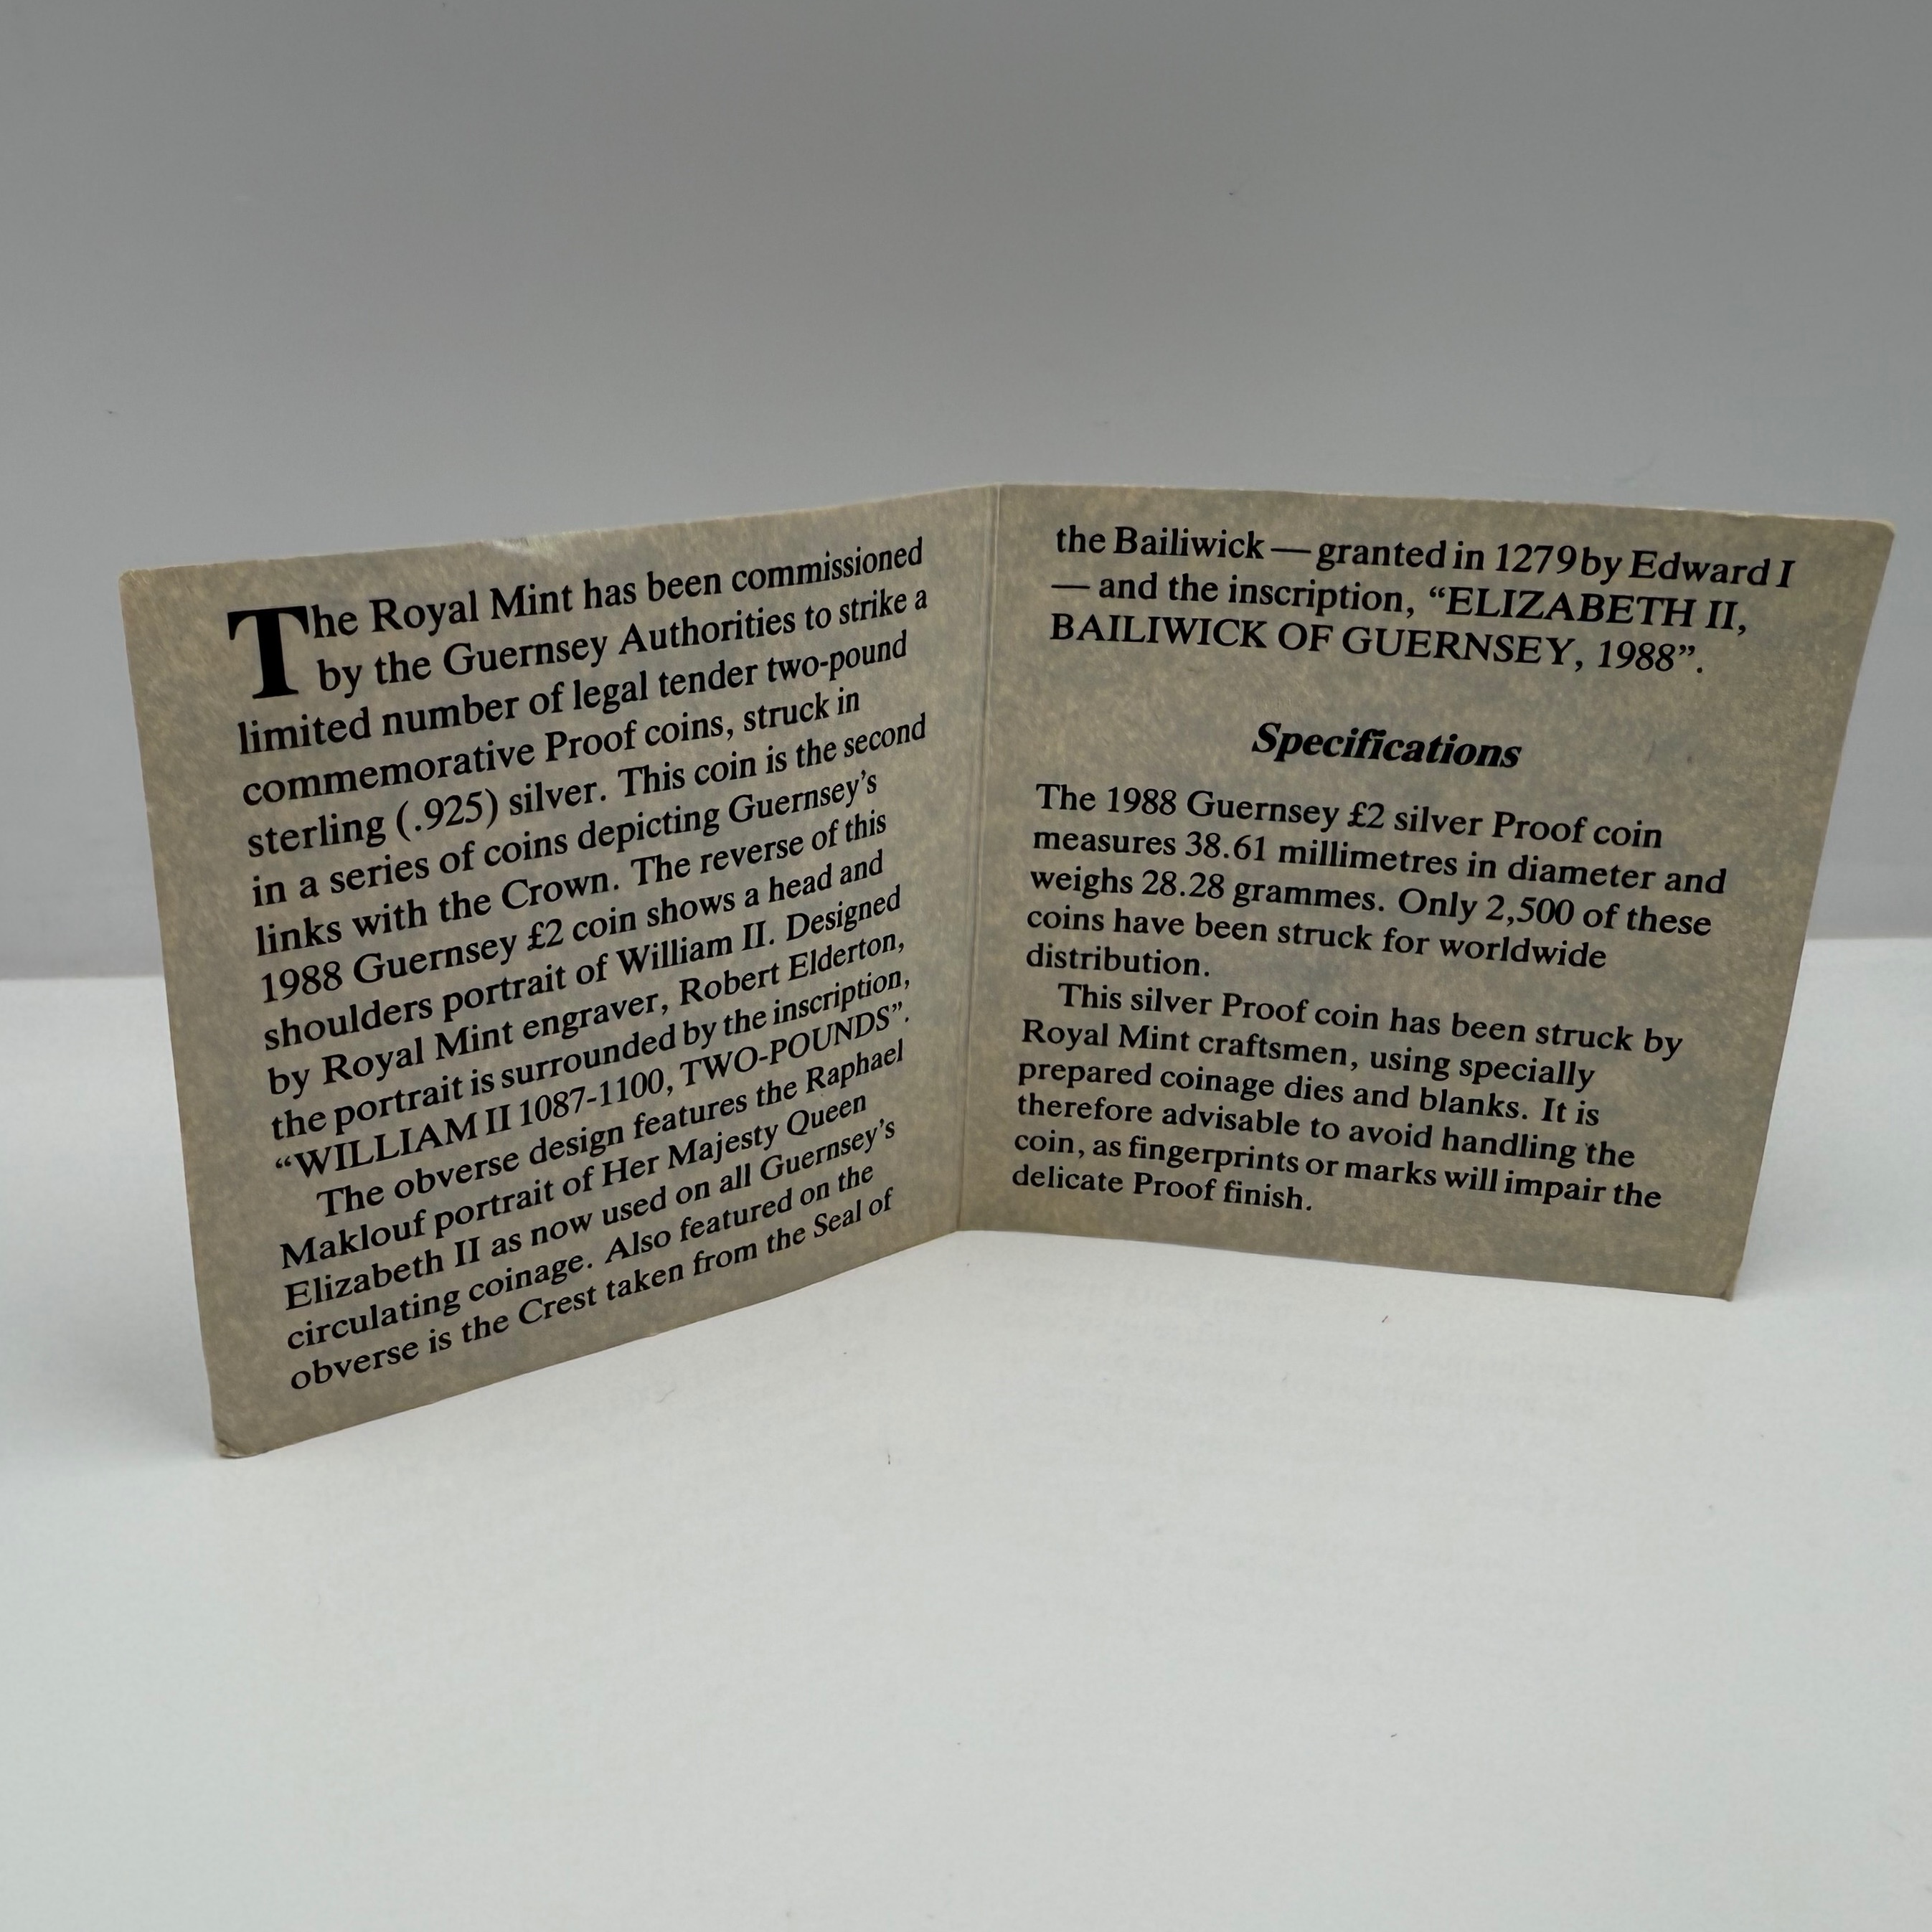 The Royal Mint has been commissioned
by the Guernsey Authorities to strike a
limited number of legal tender two-pound
commemorative Proof coins, struck in
sterling (.925) silver. This coin is the second
in a series of coins depicting Guernsey's
links with the Crown. The reverse of this
1988 Guernsey £2 coin shows a head and
shoulders portrait of William II. Designed
by Royal Mint engraver, Robert Elderton,
the portrait is surrounded by the inscription,
“WILLIAM II 1087-1100, TWO-POUNDS”.
The obverse design features the Raphael
Maklouf portrait of Her Majesty Queen
Elizabeth II as now used on all Guernsey's
circulating coinage. Also featured on the
obverse is the Crest taken from the Seal of
the Bailiwick — granted in 1279 by Edward I
— and the inscription, “ELIZABETH II,
BAILIWICK OF GUERNSEY, 1988”.
Specifications
The 1988 Guernsey £2 silver Proof coin
measures 38.61 millimetres in diameter and
weighs 28.28 grammes. Only 2,500 of these
coins have been struck for worldwide
distribution.
This silver Proof coin has been struck by
Royal Mint craftsmen, using specially
prepared coinage dies and blanks. It is
therefore advisable to avoid handling the
coin, as fingerprints or marks will impair the
delicate Proof finish.